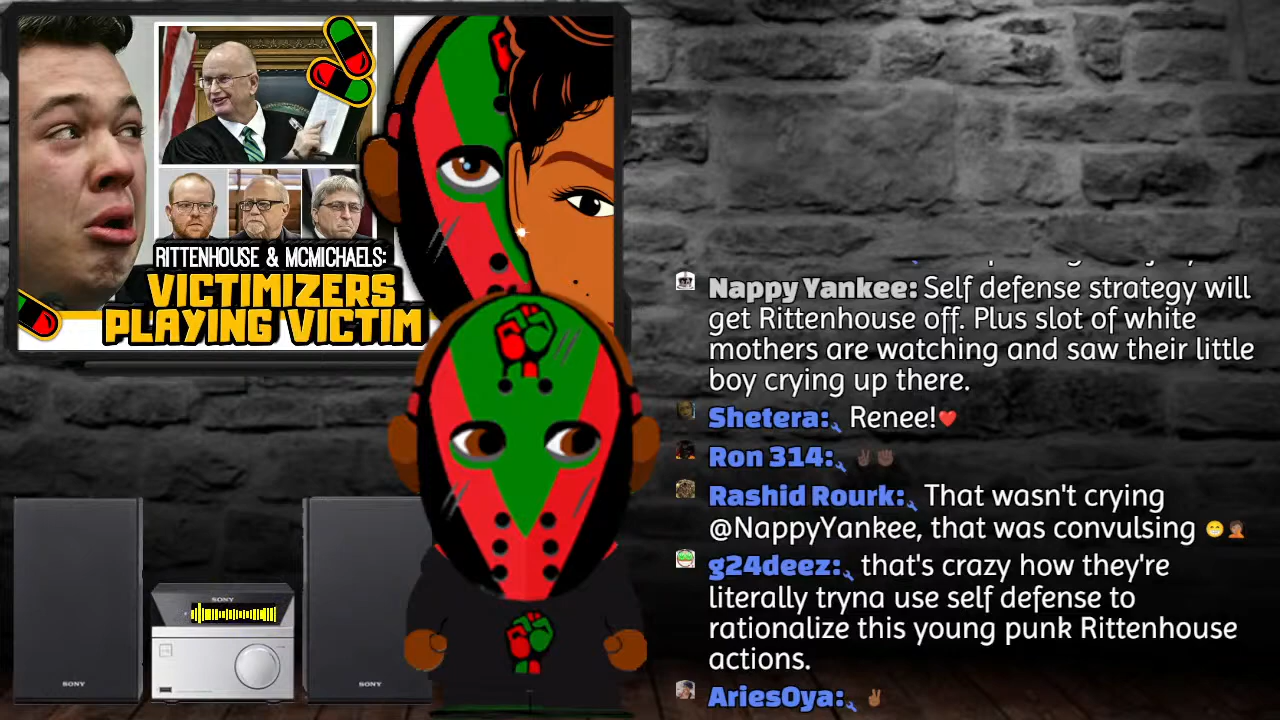 RITTENHOUSE & MCMICHAELS:
VICTIMIZERS
PLAYING VICTIM
SONY
SONY
SONY
Nappy Yankee: Self defense strategy will
get Rittenhouse off. Plus slot of white
mothers are watching and saw their little
boy crying up there.
Shetera: Renee!❤️
Ron 314: ✌🏾✊🏾
Rashid Rourk: That wasn't crying
@NappyYankee, that was convulsing 😁🤦🏾
g24deez: that's crazy how they're
literally tryna use self defense to
rationalize this young punk Rittenhouse
actions.
AriesOya: ✌🏾